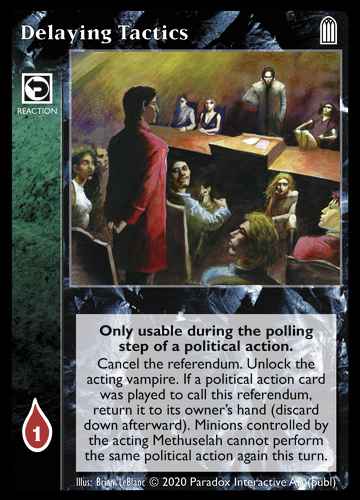 Delaying Tactics
REACTION
Only usable during the polling
step of a political action.
Cancel the referendum. Unlock the
acting vampire. If a political action card
was played to call this referendum,
return it to its owner's hand (discard
down afterward). Minions controlled by
the acting Methuselah cannot perform
the same political action again this turn.
1
Illus: Brian LeBlanc © 2020 Paradox Interactive AB (publ)